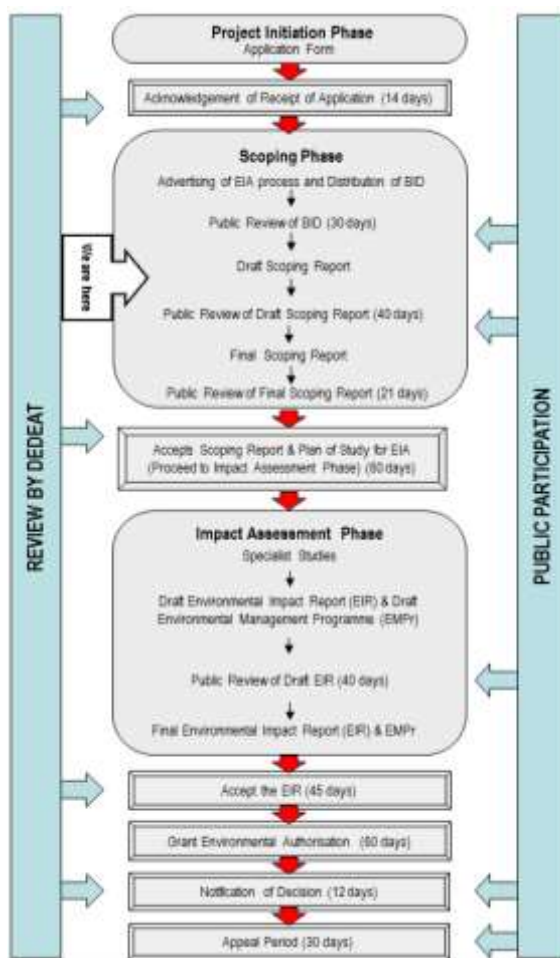 Project Initiation Phase
Application Form
Acknowledgement of Receipt of Application (14 days)
Scoping Phase
Advertising of EIA process and Distribution of BID
Public Review of BID (30 days)
We are here
Draft Scoping Report
Public Review of Draft Scoping Report (40 days)
Final Scoping Report
Public Review of Final Scoping Report (21 days)
Accepts Scoping Report & Plan of Study for EIA
(Proceed to Impact Assessment Phase) (60 days)
REVIEW BY DEDEAT
PUBLIC PARTICIPATION
Impact Assessment Phase
Specialist Studies
Draft Environmental Impact Report (EIR) & Draft
Environmental Management Programme (EMPr)
Public Review of Draft EIR (40 days)
Final Environmental Impact Report (EIR) & EMPr
Accept the EIR (45 days)
Grant Environmental Authorisation (60 days)
Notification of Decision (12 days)
Appeal Period (30 days)